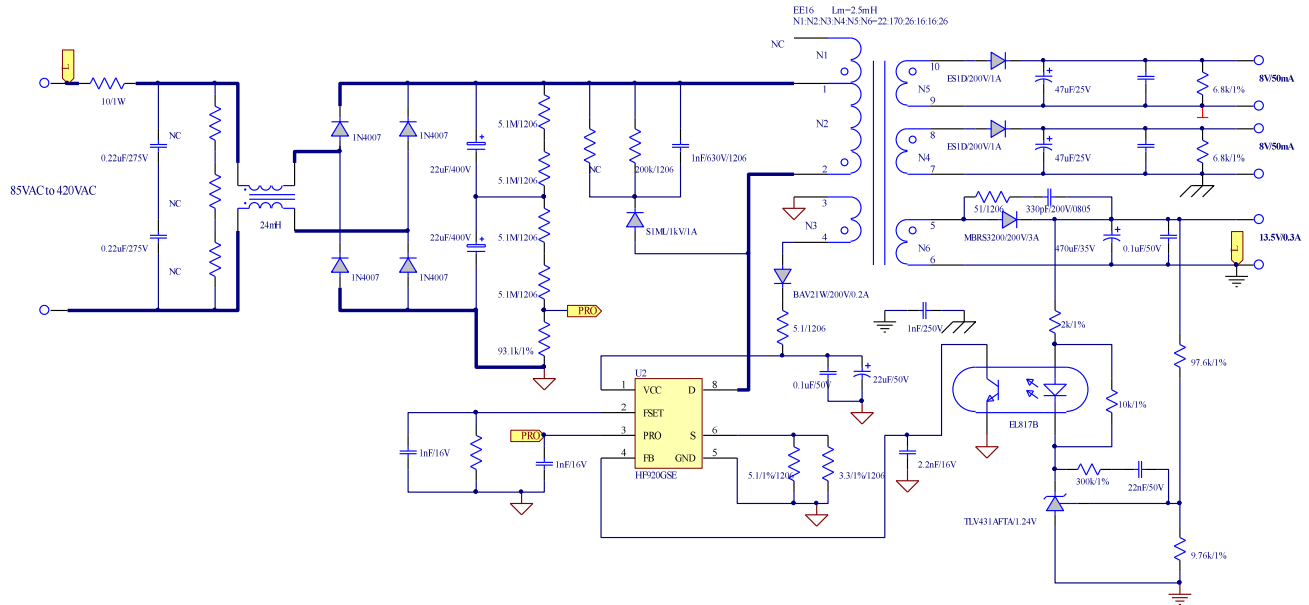 EE16 Lm=2.5mH
N1:N2:N3:N4:N5:N6=22:170:26:16:16:26
NC
N1
1
N2
2
3
N3
4
10
N5
9
8
N4
7
5
N6
6
L
10/1W
NC
0.22uF/275V
NC
0.22uF/275V
NC
85VAC to 420VAC
24mH
1N4007
1N4007
1N4007
1N4007
22uF/400V
22uF/400V
5.1M/1206
5.1M/1206
5.1M/1206
5.1M/1206
PRO
93.1k/1%
NC
200k/1206
1nF/630V/1206
S1ML/1kV/1A
BAV21W/200V/0.2A
5.1/1206
0.1uF/50V
22uF/50V
ES1D/200V/1A
47uF/25V
6.8k/1%
8V/50mA
ES1D/200V/1A
47uF/25V
6.8k/1%
8V/50mA
51/1206
330pF/200V/0805
MBRS3200/200V/3A
470uF/35V
0.1uF/50V
13.5V/0.3A
L
1nF/250V
2k/1%
97.6k/1%
10k/1%
EL817B
300k/1%
22nF/50V
TLV431AFTA/1.24V
9.76k/1%
U2
1 VCC D 8
2 FSET
3 PRO S 6
4 FB GND 5
HF920GSE
PRO
1nF/16V
1nF/16V
5.1/1%/1206
3.3/1%/1206
2.2nF/16V